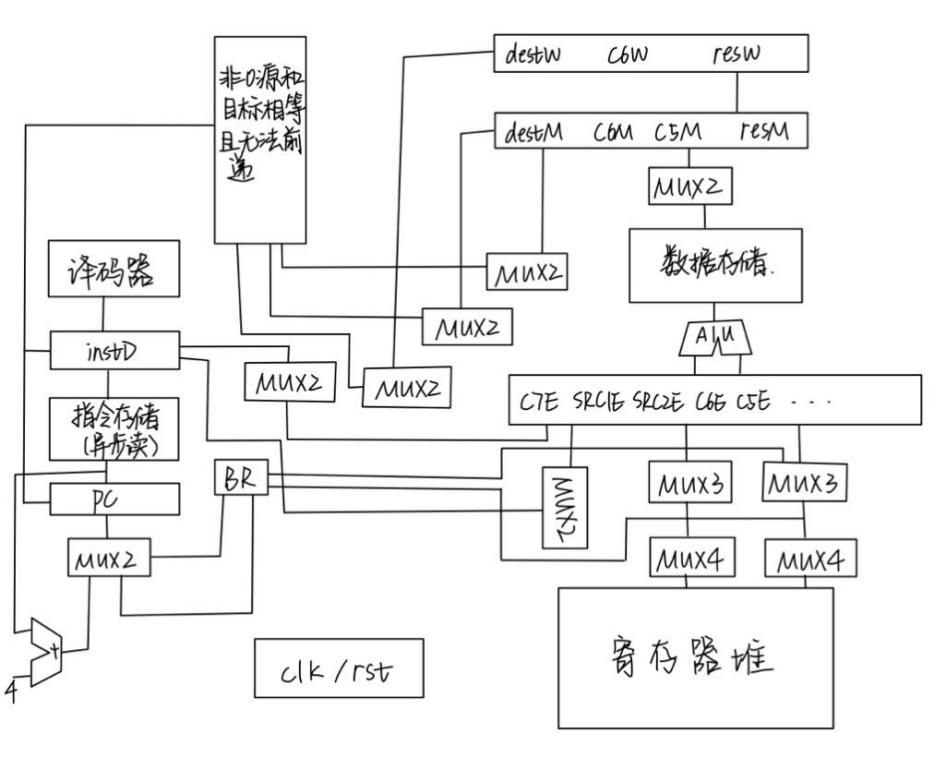 destW C6W resW
非0源和
目标相等
且无法前
递
destM C6M C5M resM
MUX2
数据存储.
MUX2
译码器
MUX2
ALU
instD
MUX2
MUX2
C7E SRC1E SRC2E C6E C5E ...
指令存储
(异步读)
BR
MUX2
MUX3
MUX3
PC
MUX2
MUX4
MUX4
+
4
clk/rst
寄存器堆